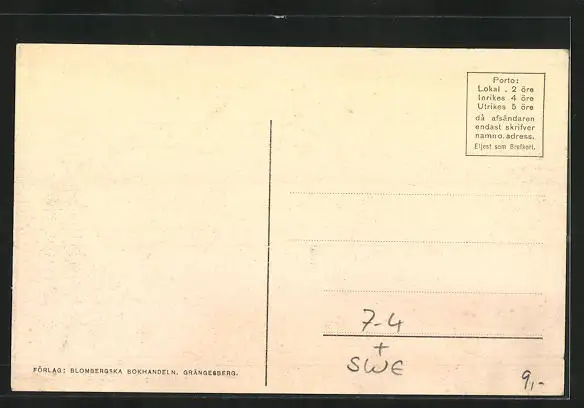 Porto:
Lokal . 2 öre
Inrikes 4 öre
Utrikes 5 öre
då afsändaren
endast skrifver
namn o. adress.
Eljest som Brefkort.
7-4
+
SWE
9,-
FÖRLAG: BLOMBERGSKA BOKHANDELN, GRÄNGESBERG.